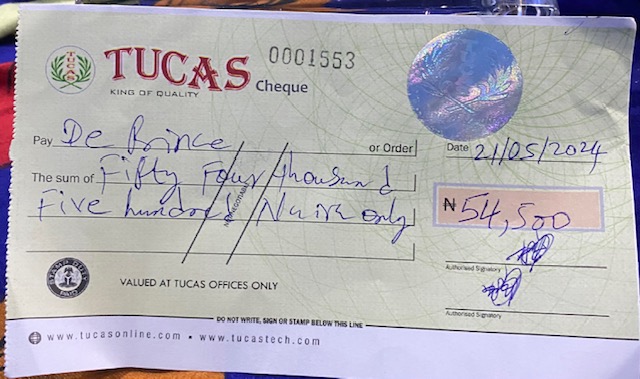 TUCAS
TUCAS 0001553
KING OF QUALITY Cheque
Pay De Brince or Order Date 21/05/2024
The sum of Fifty Four thousand
Five hundred Naira only ₦54,500
Authorised Signatory
VALUED AT TUCAS OFFICES ONLY
Authorised Signatory
DO NOT WRITE, SIGN OR STAMP BELOW THIS LINE
www.tucasonline.com • www.tucastech.com